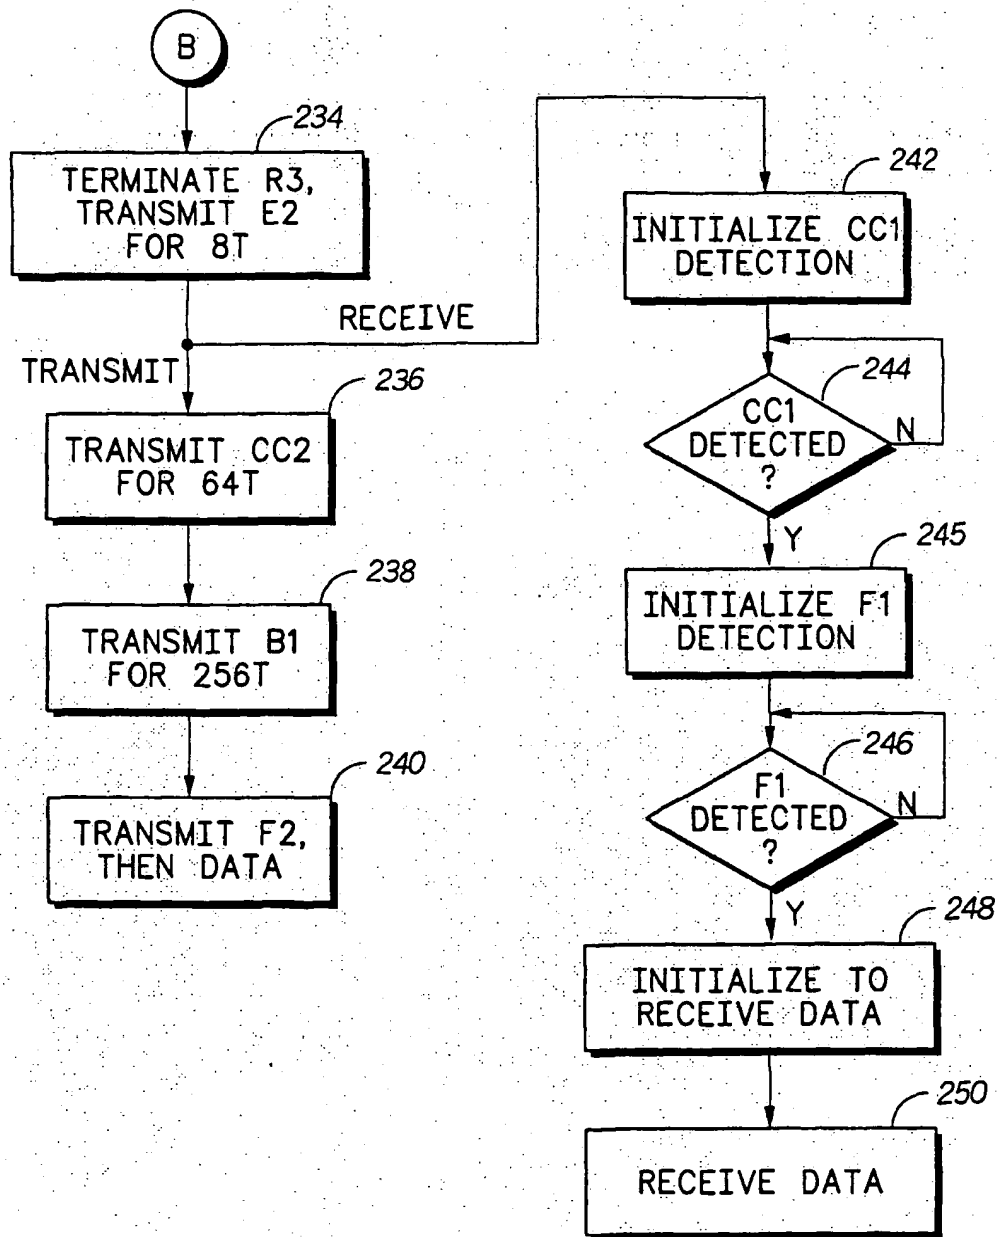 B
234
TERMINATE R3,
TRANSMIT E2
FOR 8T
RECEIVE
TRANSMIT
236
TRANSMIT CC2
FOR 64T
238
TRANSMIT B1
FOR 256T
240
TRANSMIT F2,
THEN DATA
242
INITIALIZE CC1
DETECTION
244
CC1
DETECTED
?
N
Y
245
INITIALIZE F1
DETECTION
246
F1
DETECTED
?
N
Y
248
INITIALIZE TO
RECEIVE DATA
250
RECEIVE DATA